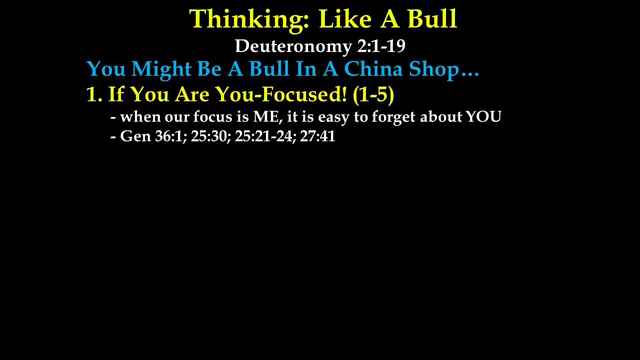 Thinking: Like A Bull
Deuteronomy 2:1-19
You Might Be A Bull In A China Shop…
1. If You Are You-Focused! (1-5)
- when our focus is ME, it is easy to forget about YOU
- Gen 36:1; 25:30; 25:21-24; 27:41